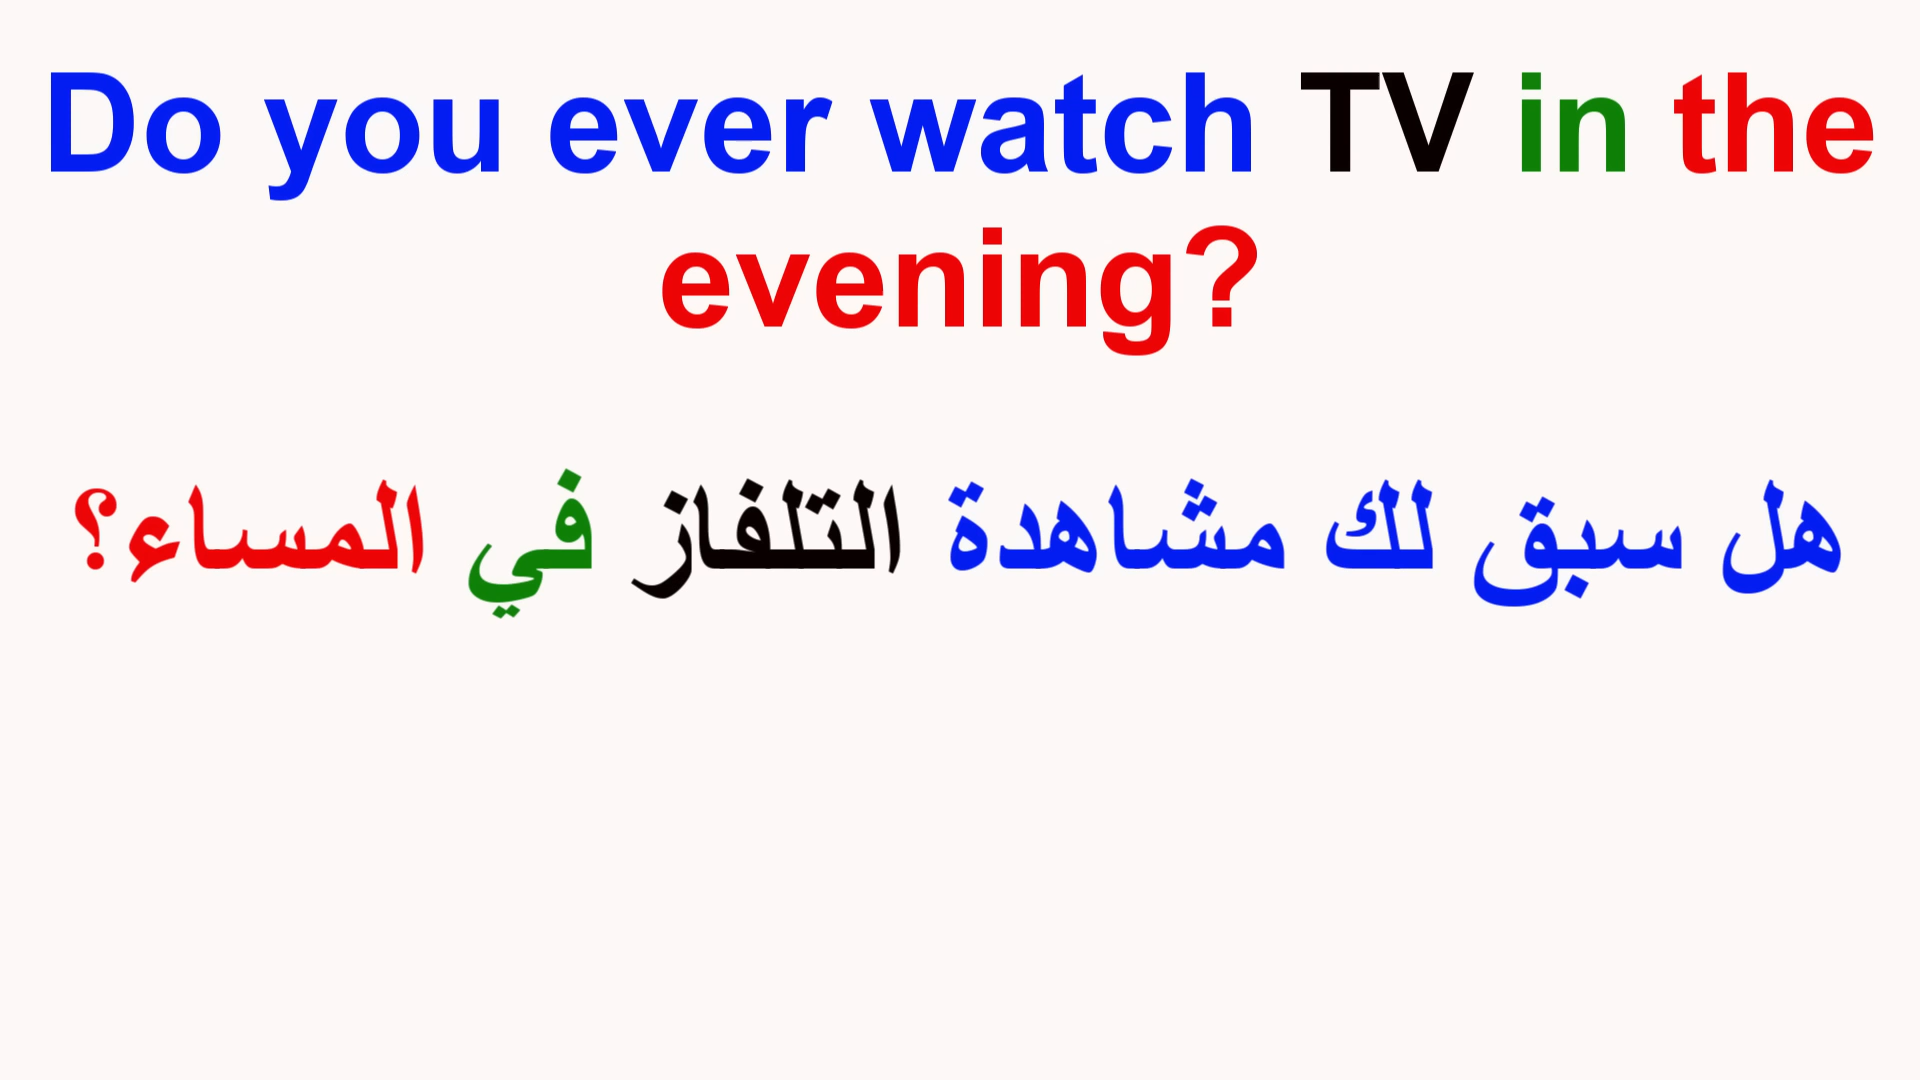 Do you ever watch TV in the
evening?
هل سبق لك مشاهدة التلفاز في المساء؟